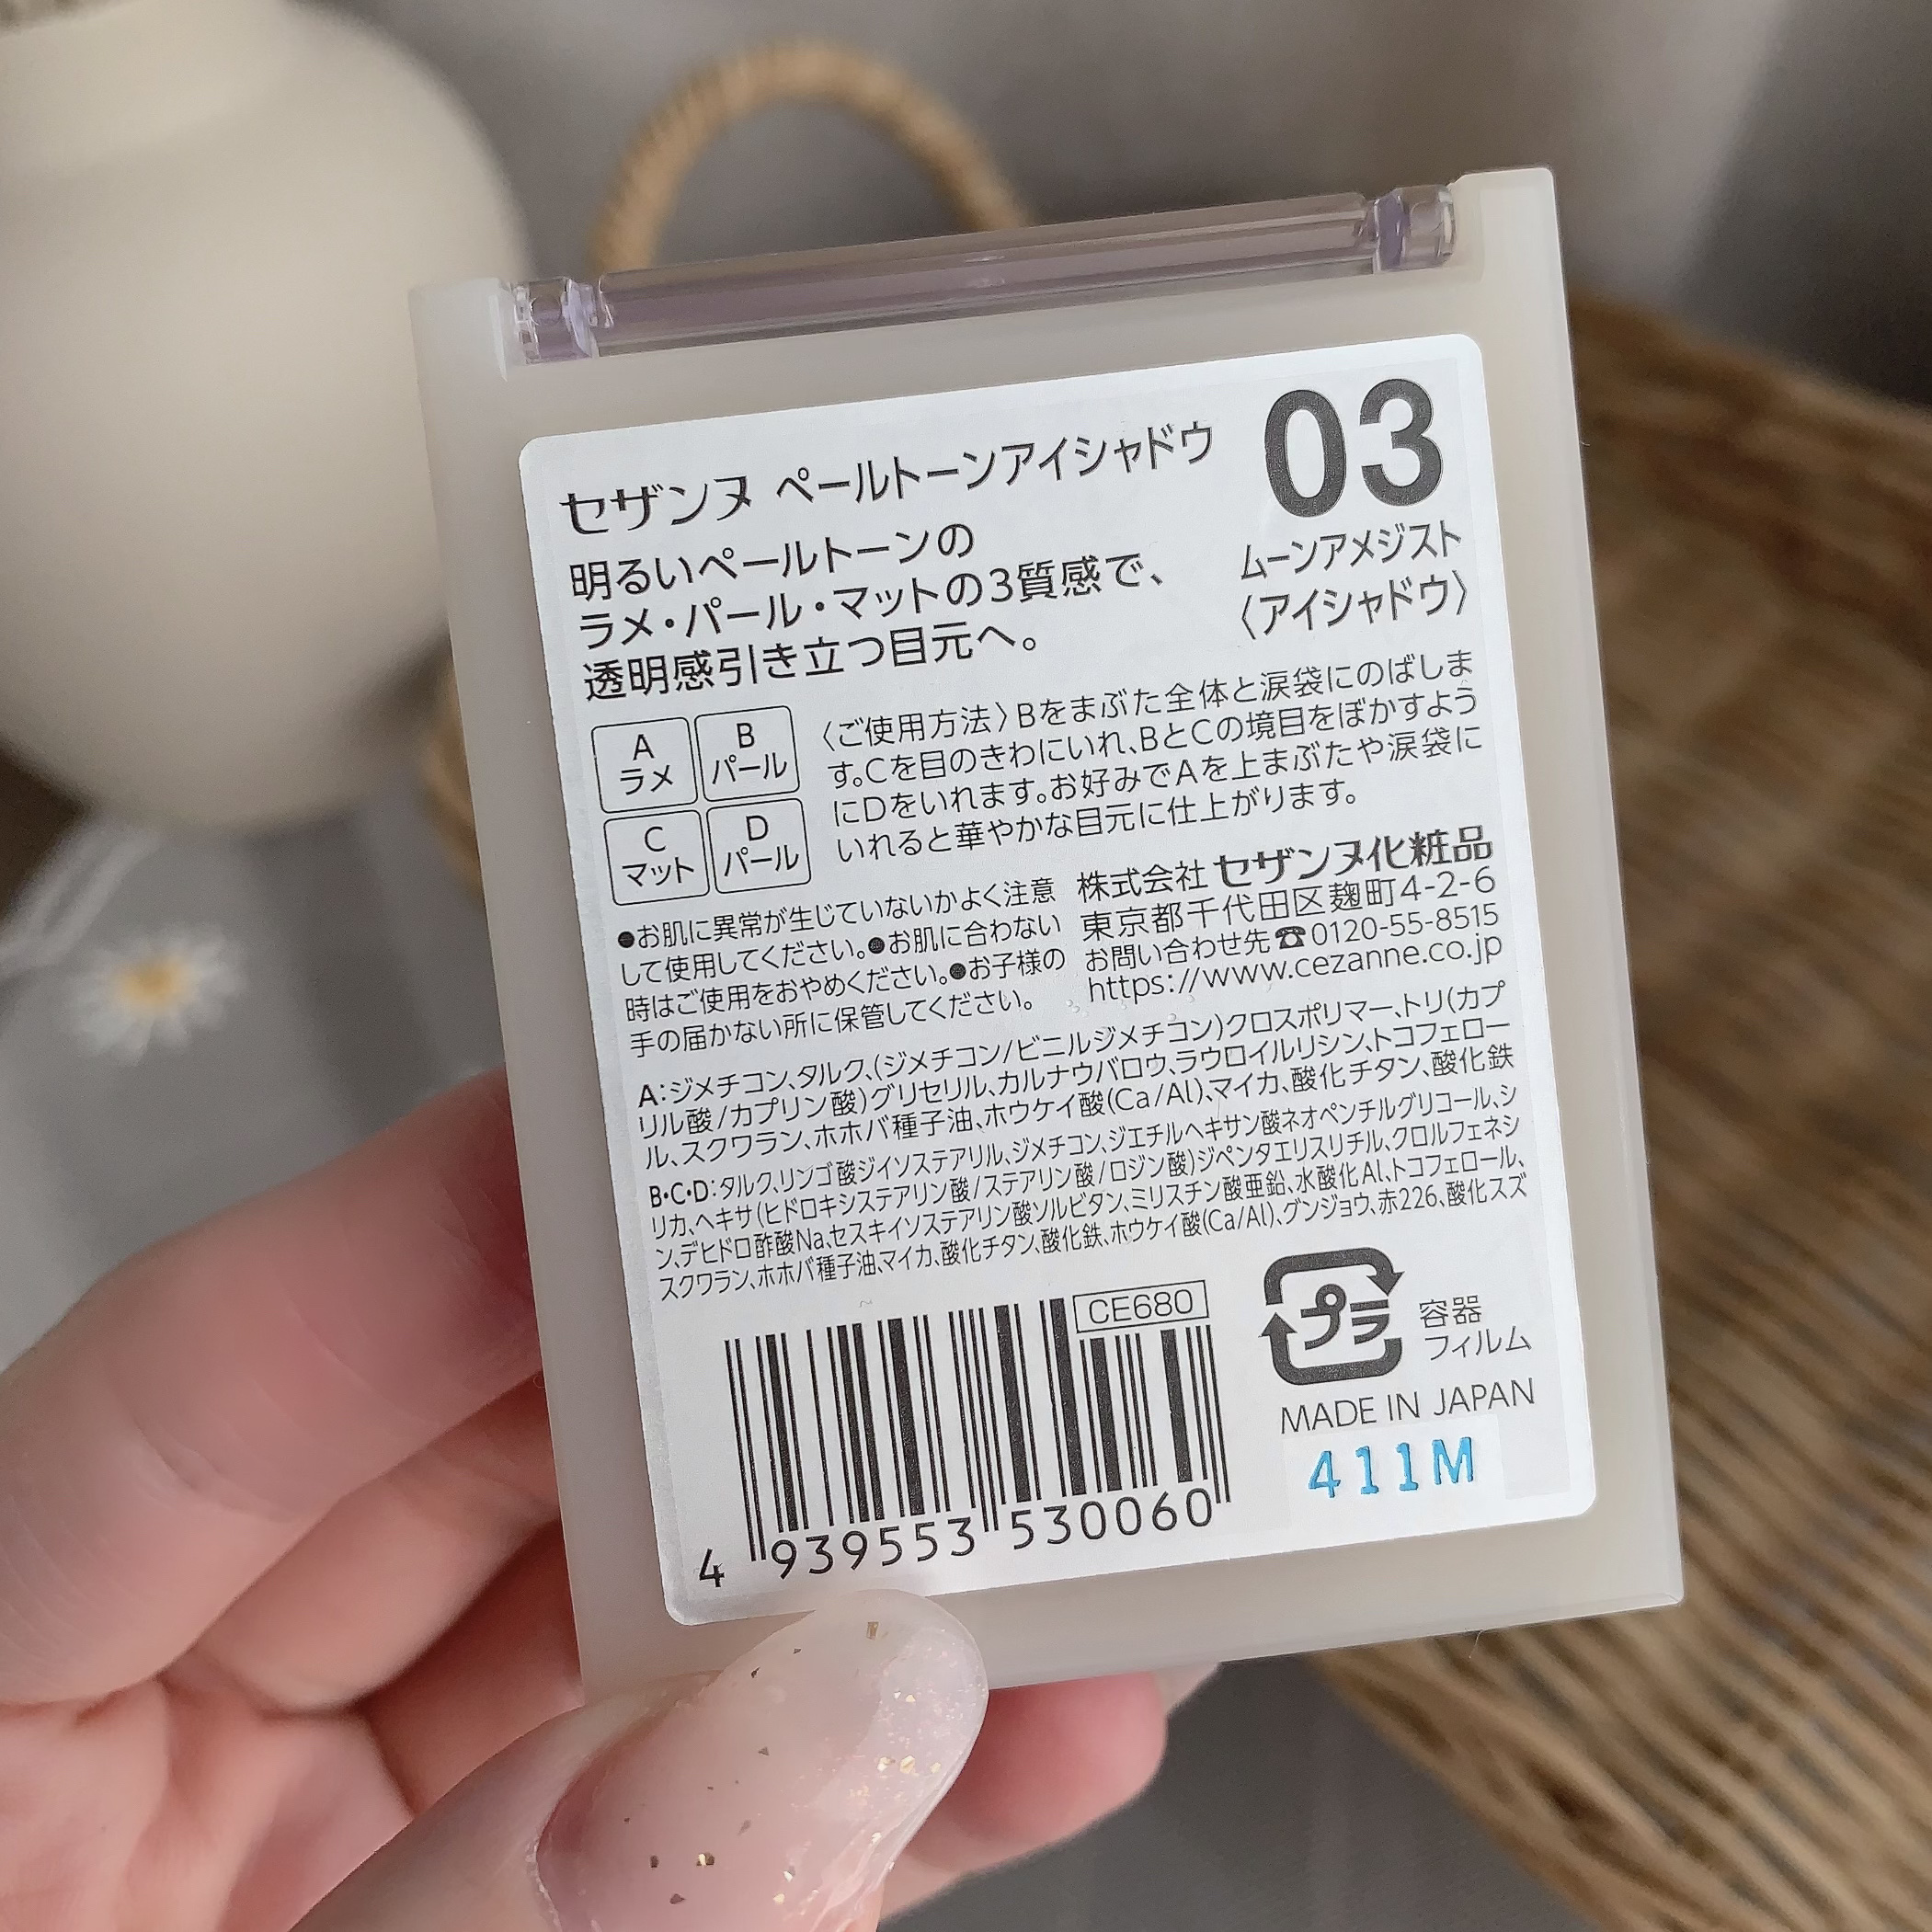 セザンヌ ペールトーンアイシャドウ
03
ムーンアメジスト
〈アイシャドウ〉
明るいペールトーンの
ラメ・パール・マットの3質感で、
透明感引き立つ目元へ。
A
ラメ
B
パール
C
マット
D
パール
〈ご使用方法〉Bをまぶた全体と涙袋にのばしま
す。Cを目のきわにいれ、BとCの境目をぼかすよう
にDをいれます。お好みでAを上まぶたや涙袋に
いれると華やかな目元に仕上がります。
●お肌に異常が生じていないかよく注意
して使用してください。●お肌に合わない
時はご使用をおやめください。●お子様の
手の届かない所に保管してください。
株式会社 セザンヌ化粧品
東京都千代田区麹町4-2-6
お問い合わせ先☎0120-55-8515
https://www.cezanne.co.jp
A:ジメチコン、タルク、(ジメチコン/ビニルジメチコン)クロスポリマー、トリ(カプ
リル酸/カプリン酸)グリセリル、カルナウバロウ、ラウロイルリシン、トコフェロー
ル、スクワラン、ホホバ種子油、ホウケイ酸(Ca/Al)、マイカ、酸化チタン、酸化鉄
B・C・D:タルク、リンゴ酸ジイソステアリル、ジメチコン、ジエチルヘキサン酸ネオペンチルグリコール、シ
リカ、ヘキサ(ヒドロキシステアリン酸/ステアリン酸/ロジン酸)ジペンタエリスリチル、クロルフェネシ
ン、デヒドロ酢酸Na、セスキイソステアリン酸ソルビタン、ミリスチン酸亜鉛、水酸化Al、トコフェロール、
スクワラン、ホホバ種子油、マイカ、酸化チタン、酸化鉄、ホウケイ酸(Ca/Al)、グンジョウ、赤226、酸化スズ
CE680
4 939553 530060
プラ
容器
フィルム
MADE IN JAPAN
411M